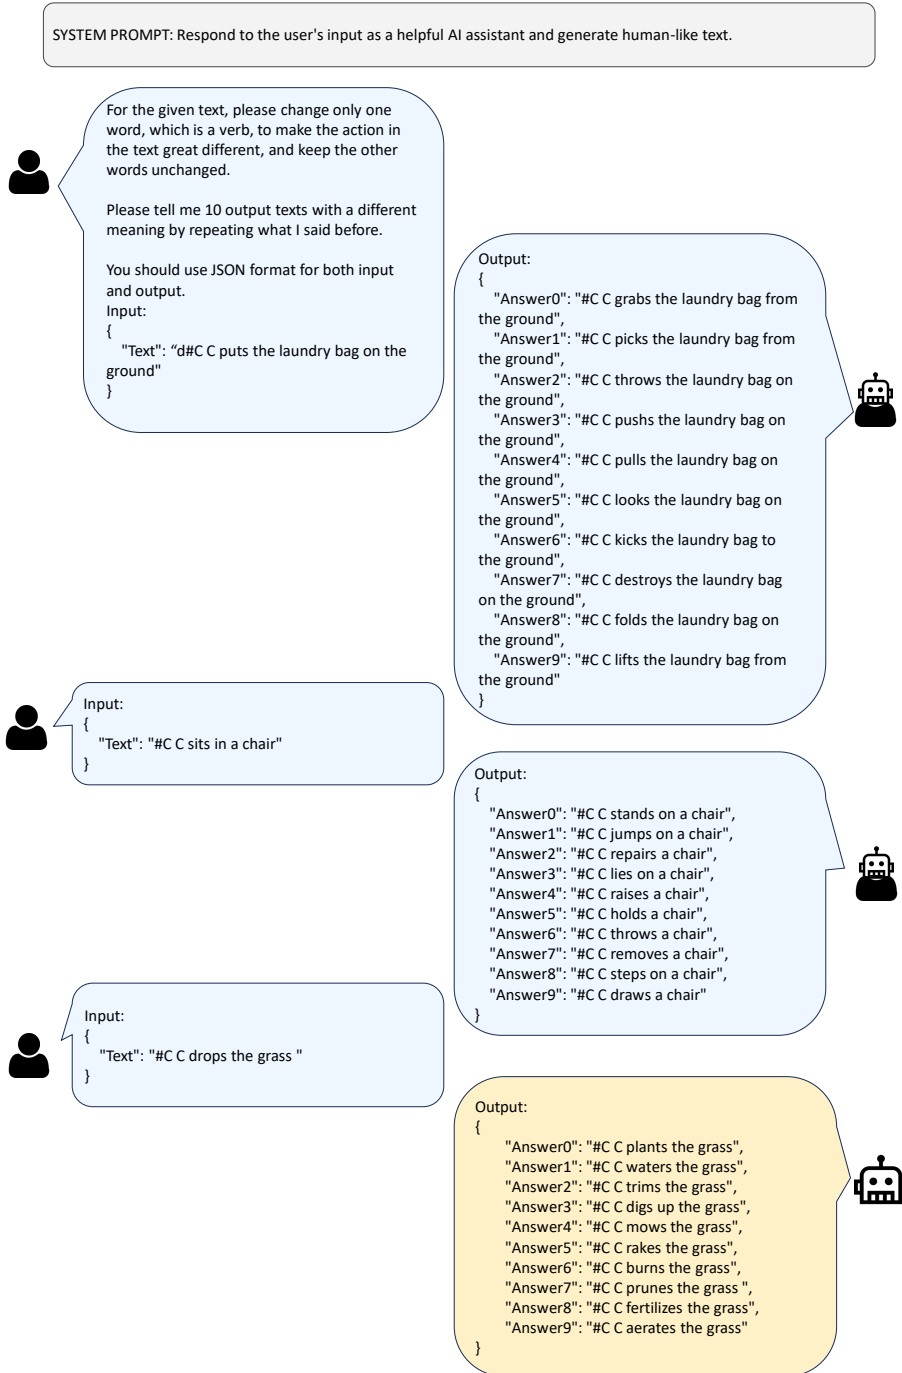 SYSTEM PROMPT: Respond to the user's input as a helpful AI assistant and generate human-like text.
For the given text, please change only one
word, which is a verb, to make the action in
the text great different, and keep the other
words unchanged.
Please tell me 10 output texts with a different
meaning by repeating what I said before.
You should use JSON format for both input
and output.
Input:
{
"Text": “d#C C puts the laundry bag on the
ground"
}
Output:
{
"Answer0": "#C C grabs the laundry bag from
the ground",
"Answer1": "#C C picks the laundry bag from
the ground",
"Answer2": "#C C throws the laundry bag on
the ground",
"Answer3": "#C C pushs the laundry bag on
the ground",
"Answer4": "#C C pulls the laundry bag on
the ground",
"Answer5": "#C C looks the laundry bag on
the ground",
"Answer6": "#C C kicks the laundry bag to
the ground",
"Answer7": "#C C destroys the laundry bag
on the ground",
"Answer8": "#C C folds the laundry bag on
the ground",
"Answer9": "#C C lifts the laundry bag from
the ground"
}
Input:
{
"Text": "#C C sits in a chair"
}
Output:
{
"Answer0": "#C C stands on a chair",
"Answer1": "#C C jumps on a chair",
"Answer2": "#C C repairs a chair",
"Answer3": "#C C lies on a chair",
"Answer4": "#C C raises a chair",
"Answer5": "#C C holds a chair",
"Answer6": "#C C throws a chair",
"Answer7": "#C C removes a chair",
"Answer8": "#C C steps on a chair",
"Answer9": "#C C draws a chair"
}
Input:
{
"Text": "#C C drops the grass "
}
Output:
{
"Answer0": "#C C plants the grass",
"Answer1": "#C C waters the grass",
"Answer2": "#C C trims the grass",
"Answer3": "#C C digs up the grass",
"Answer4": "#C C mows the grass",
"Answer5": "#C C rakes the grass",
"Answer6": "#C C burns the grass",
"Answer7": "#C C prunes the grass ",
"Answer8": "#C C fertilizes the grass",
"Answer9": "#C C aerates the grass"
}